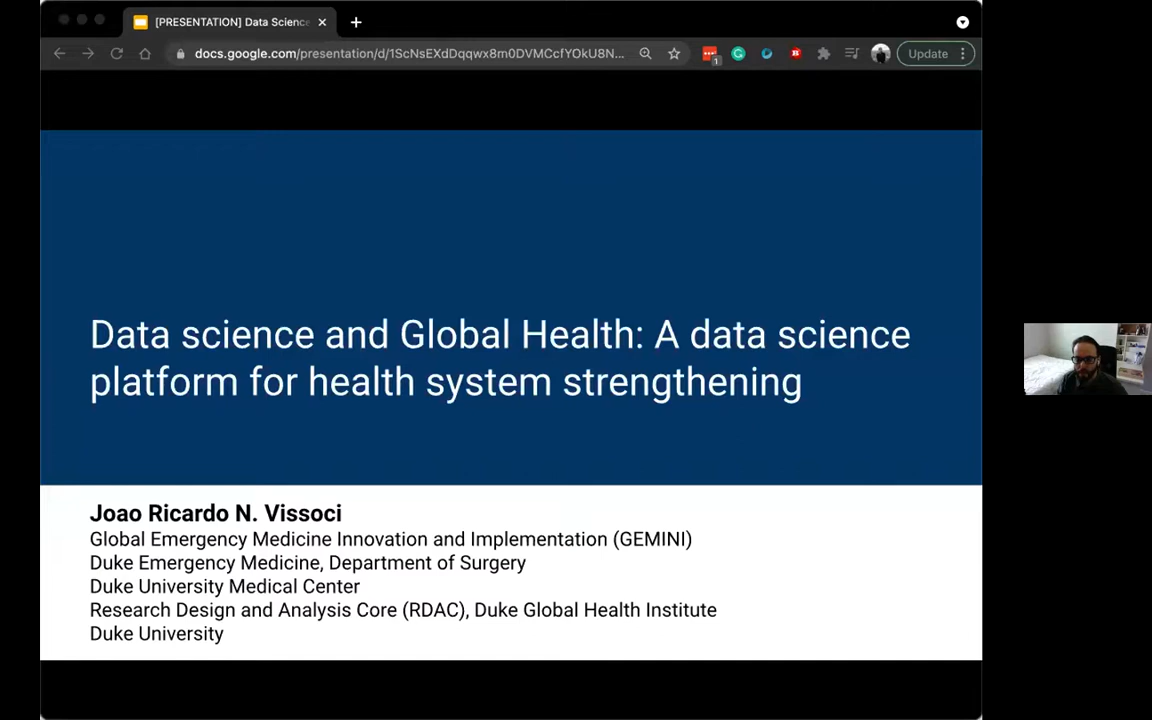 [PRESENTATION] Data Science
docs.google.com/presentation/d/1ScNsEXdDqqwx8m0DVMCcfYOkU8N...
1
Update
Data science and Global Health: A data science
platform for health system strengthening
Joao Ricardo N. Vissoci
Global Emergency Medicine Innovation and Implementation (GEMINI)
Duke Emergency Medicine, Department of Surgery
Duke University Medical Center
Research Design and Analysis Core (RDAC), Duke Global Health Institute
Duke University